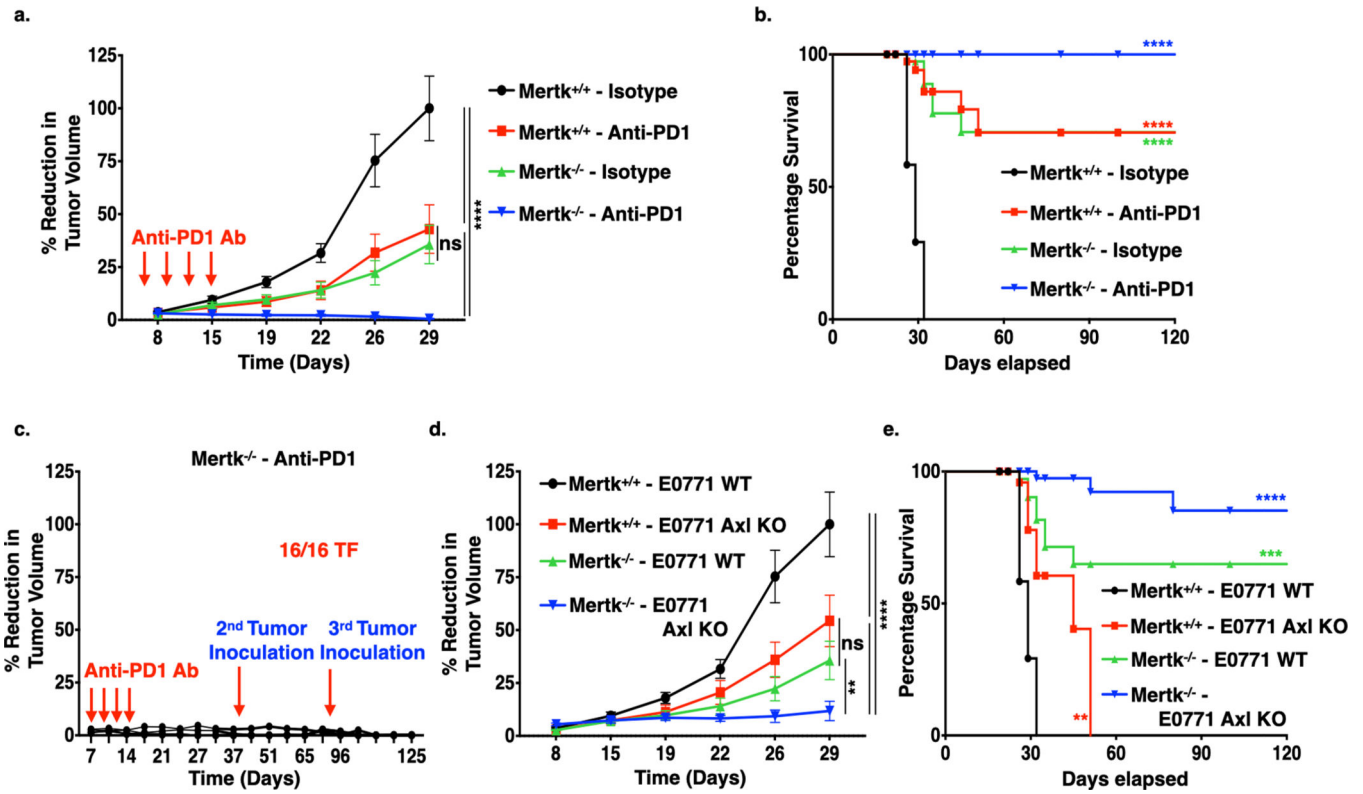 a.
% Reduction in
Tumor Volume
125
100
75
50
25
0
Anti-PD1 Ab
8 15 19 22 26 29
Time (Days)
Mertk+/+ - Isotype
Mertk+/+ - Anti-PD1
Mertk-/- - Isotype
Mertk-/- - Anti-PD1
ns
****
b.
Percentage Survival
100
50
0
0 30 60 90 120
Days elapsed
****
****
****
Mertk+/+ - Isotype
Mertk+/+ - Anti-PD1
Mertk-/- - Isotype
Mertk-/- - Anti-PD1
c.
Mertk-/- - Anti-PD1
% Reduction in
Tumor Volume
125
100
75
50
25
0
16/16 TF
2nd Tumor
Inoculation
3rd Tumor
Inoculation
Anti-PD1 Ab
7 14 21 27 37 51 65 96 125
Time (Days)
d.
% Reduction in
Tumor Volume
125
100
75
50
25
0
Mertk+/+ - E0771 WT
Mertk+/+ - E0771 Axl KO
Mertk-/- - E0771 WT
Mertk-/- - E0771
Axl KO
ns
**
****
8 15 19 22 26 29
Time (Days)
e.
Percentage Survival
100
50
0
****
***
**
Mertk+/+ - E0771 WT
Mertk+/+ - E0771 Axl KO
Mertk-/- - E0771 WT
Mertk-/- -
E0771 Axl KO
0 30 60 90 120
Days elapsed